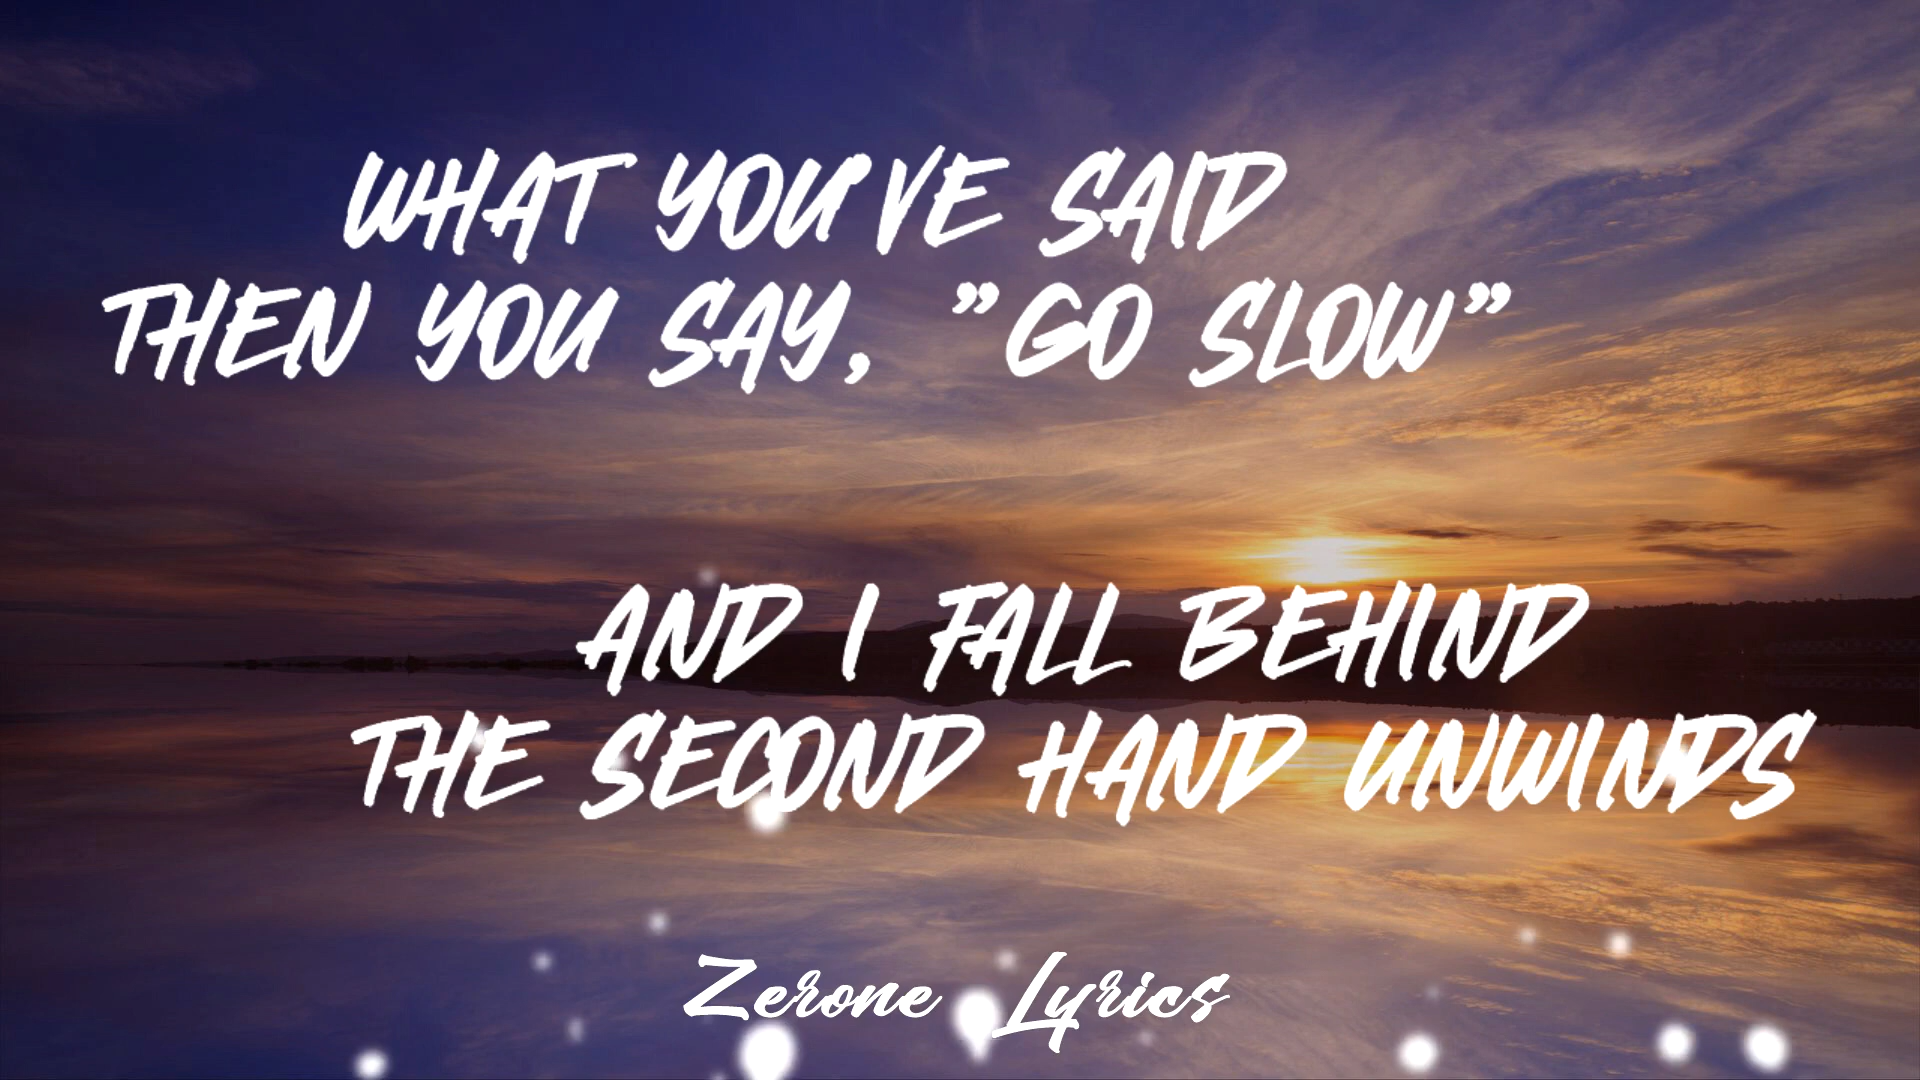 WHAT YOU'VE SAID
THEN YOU SAY, "GO SLOW"
AND I FALL BEHIND
THE SECOND HAND UNWINDS
Zerone Lyrics